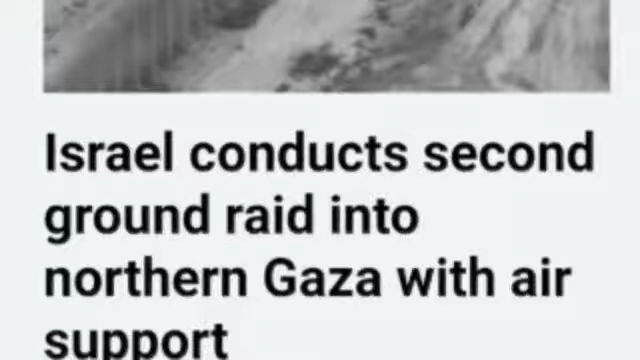 Israel conducts second
ground raid into
northern Gaza with air
support